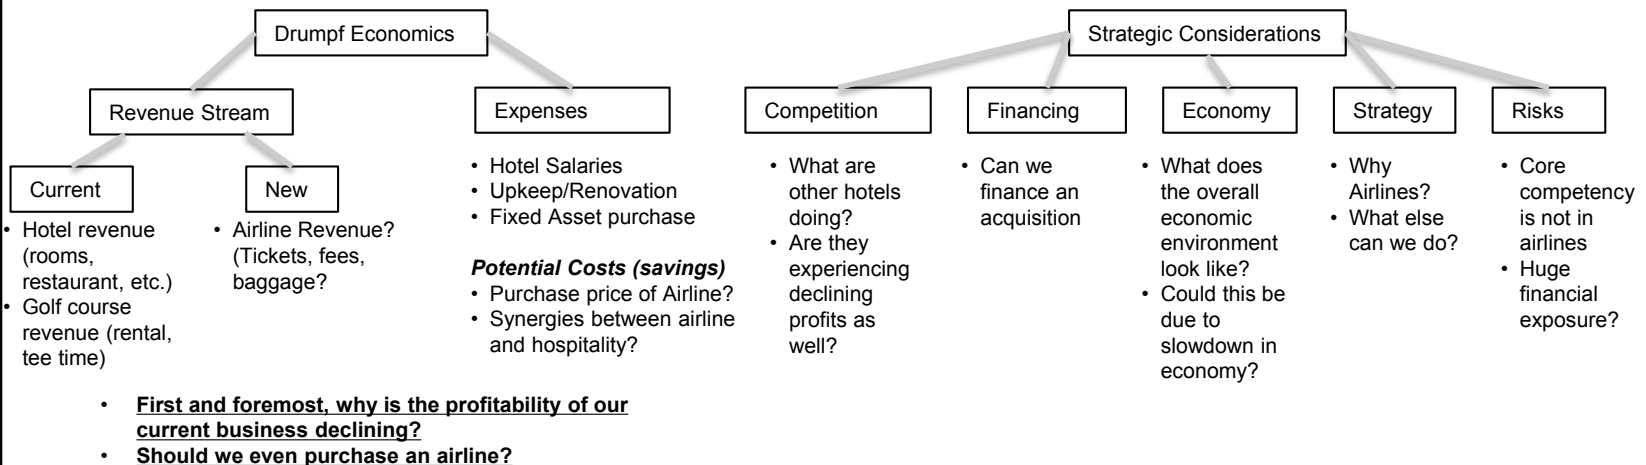 Drumpf Economics
Revenue Stream
Current
• Hotel revenue
(rooms,
restaurant, etc.)
• Golf course
revenue (rental,
tee time)
New
• Airline Revenue?
(Tickets, fees,
baggage?
Expenses
• Hotel Salaries
• Upkeep/Renovation
• Fixed Asset purchase
Potential Costs (savings)
• Purchase price of Airline?
• Synergies between airline
and hospitality?
• First and foremost, why is the profitability of our
current business declining?
• Should we even purchase an airline?
Strategic Considerations
Competition
• What are
other hotels
doing?
• Are they
experiencing
declining
profits as
well?
Financing
• Can we
finance an
acquisition
Economy
• What does
the overall
economic
environment
look like?
• Could this be
due to
slowdown in
economy?
Strategy
• Why
Airlines?
• What else
can we do?
Risks
• Core
competency
is not in
airlines
• Huge
financial
exposure?